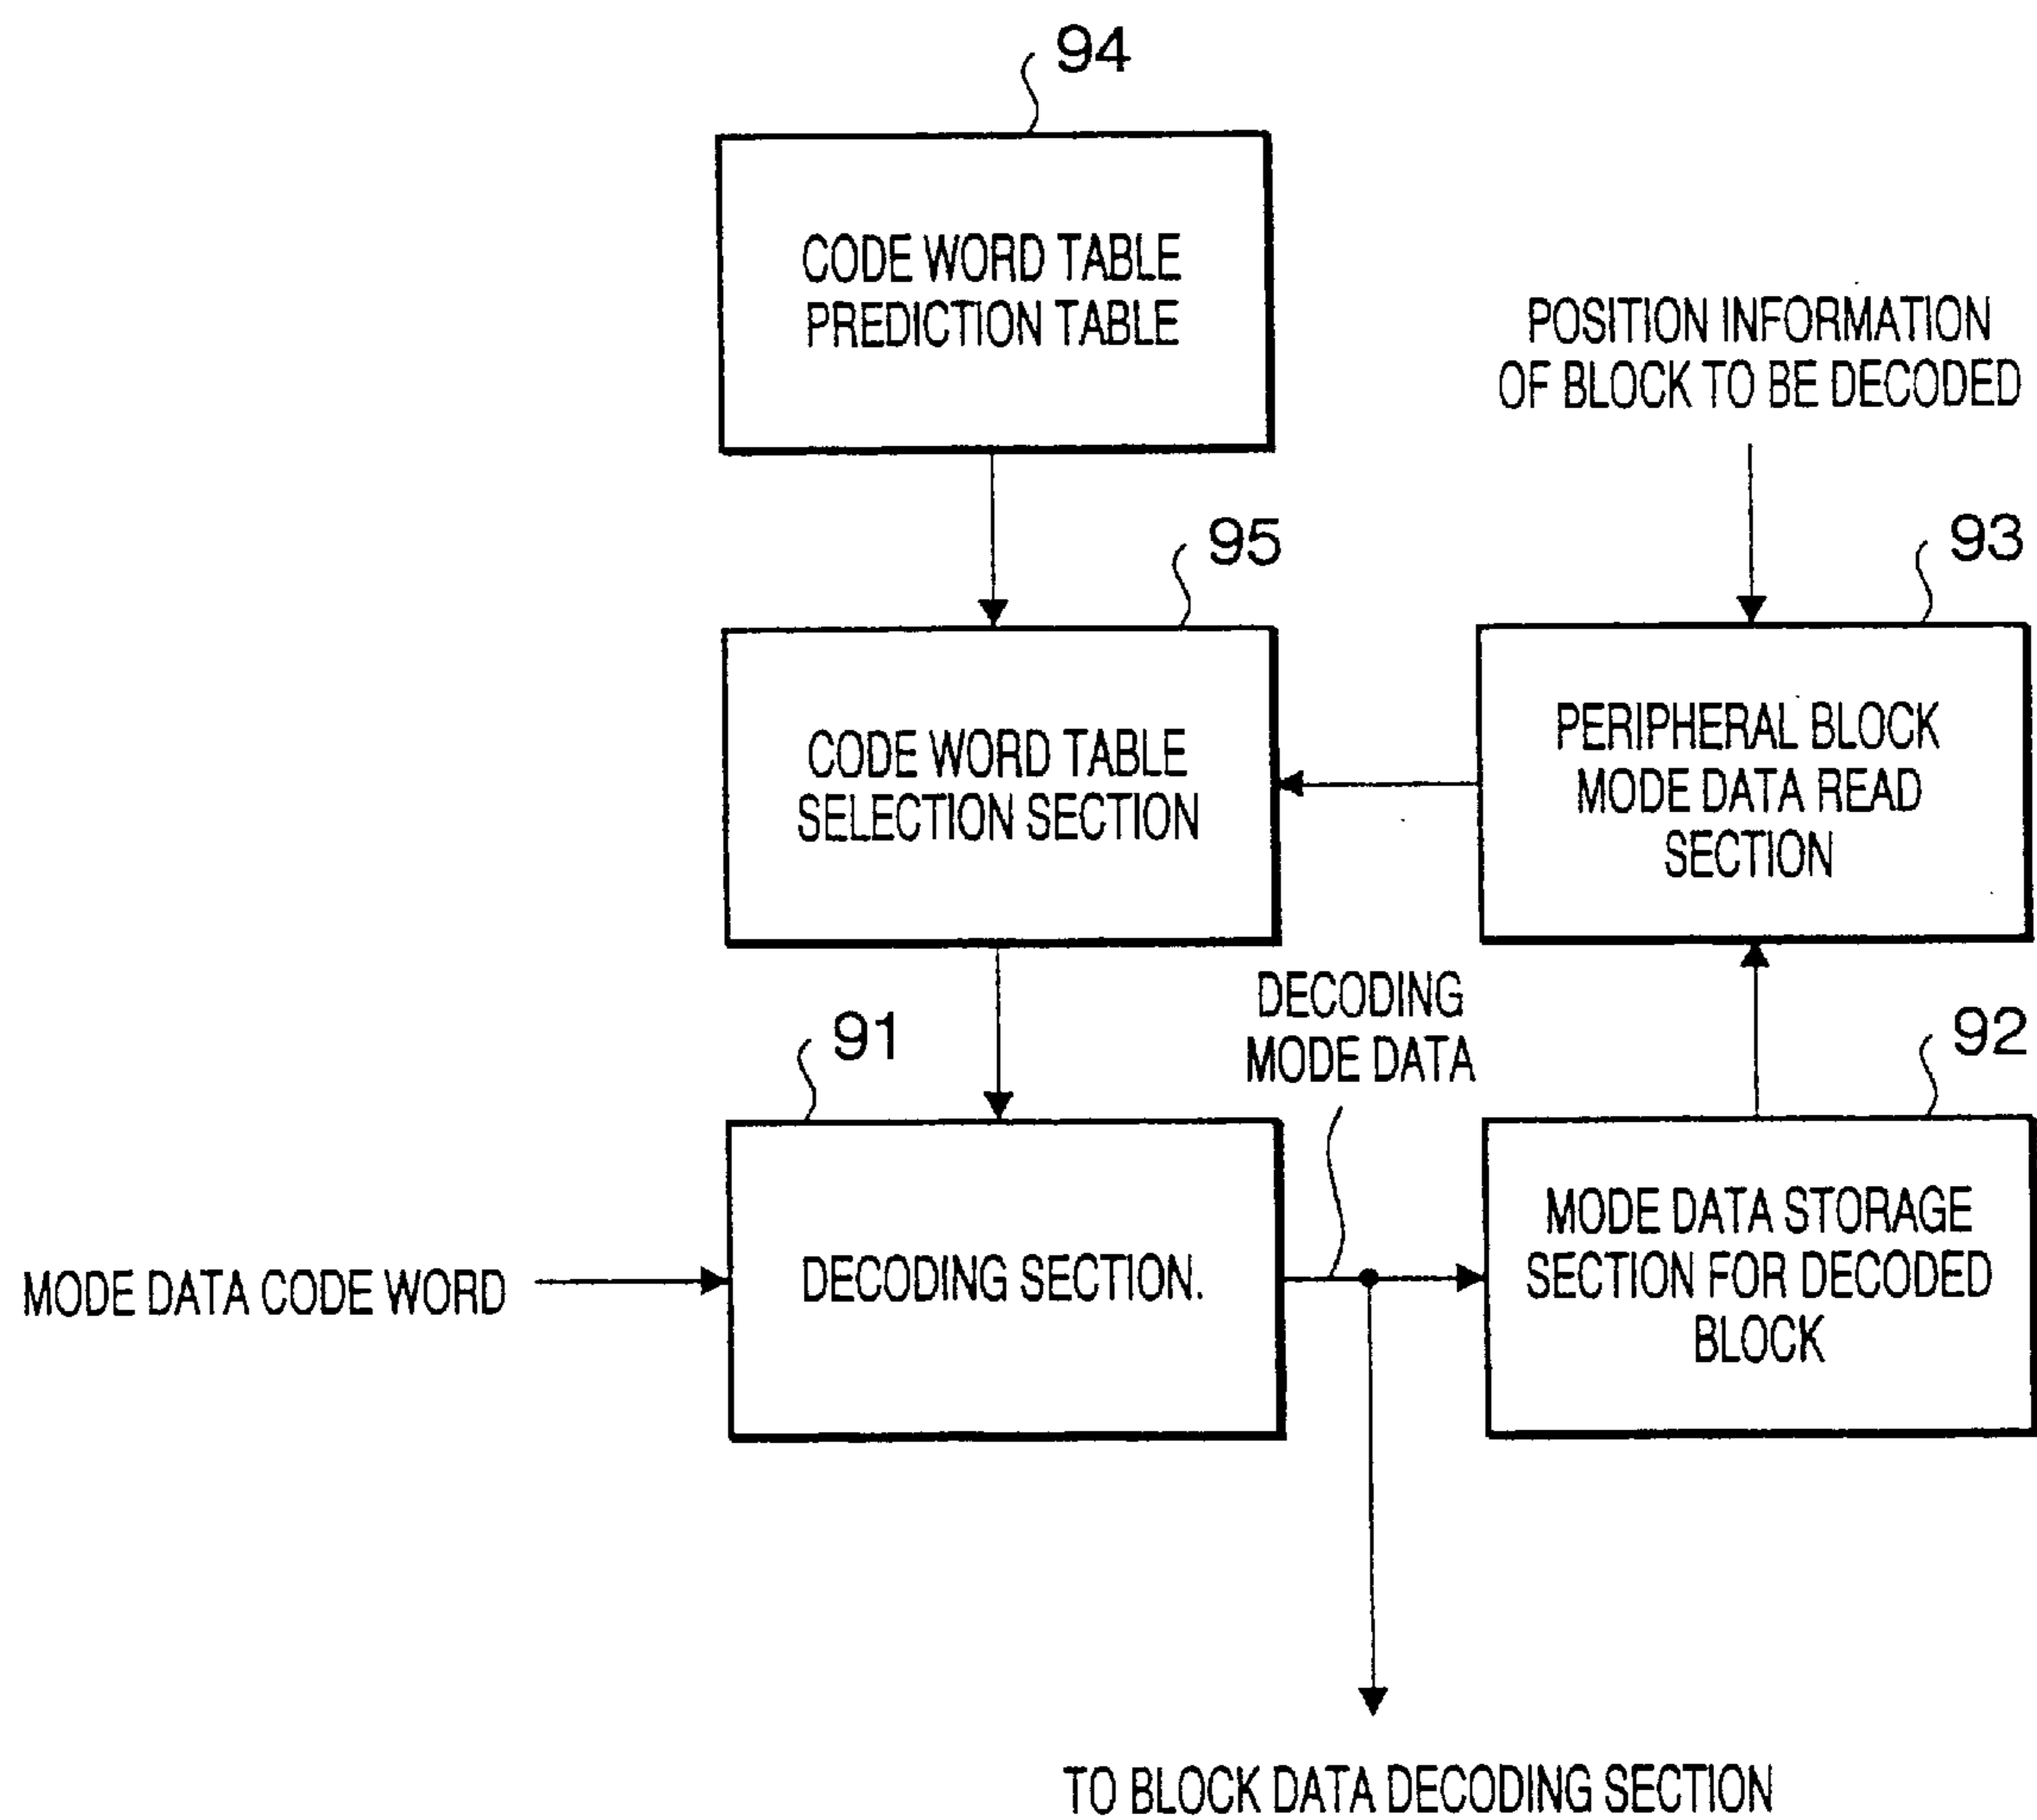 94
CODE WORD TABLE
PREDICTION TABLE
POSITION INFORMATION
OF BLOCK TO BE DECODED
95
93
CODE WORD TABLE
SELECTION SECTION
PERIPHERAL BLOCK
MODE DATA READ
SECTION
DECODING
MODE DATA
91
92
MODE DATA CODE WORD
DECODING SECTION.
MODE DATA STORAGE
SECTION FOR DECODED
BLOCK
TO BLOCK DATA DECODING SECTION